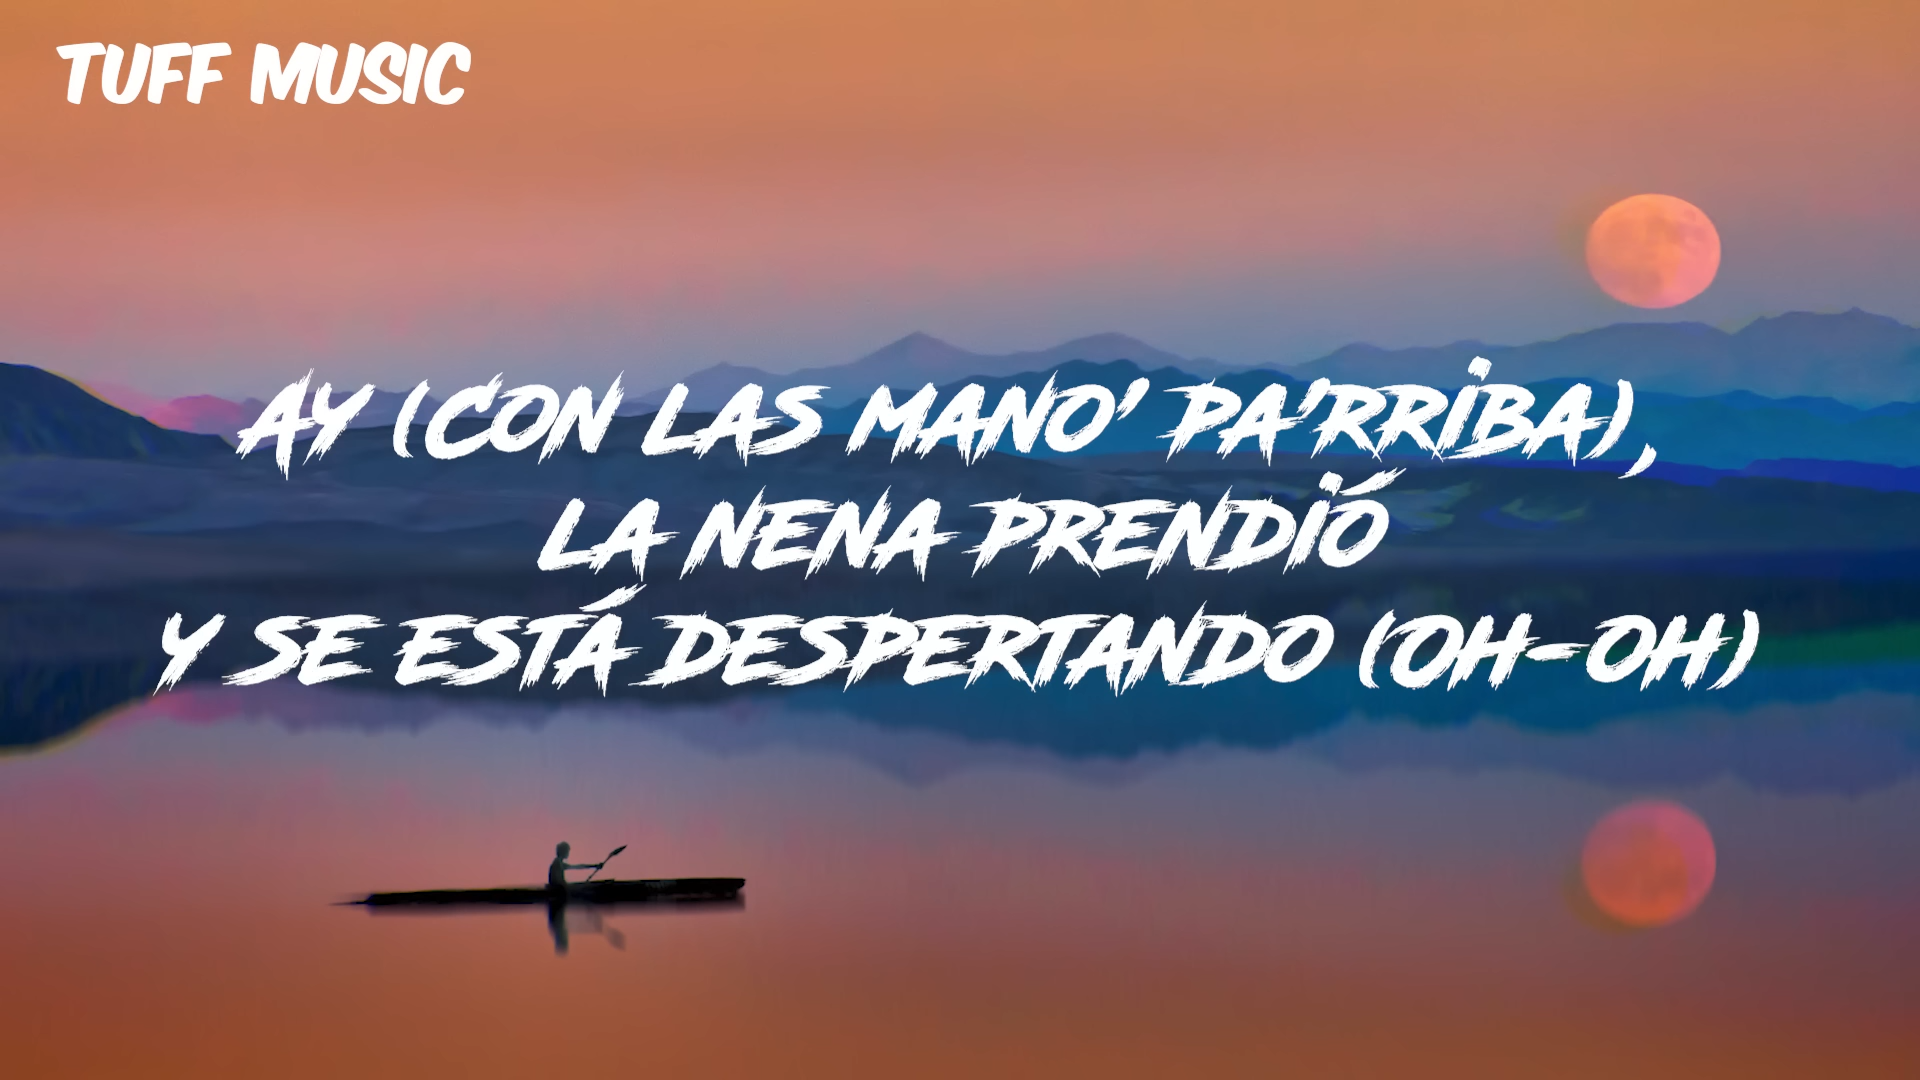 TUFF MUSIC
AY (CON LAS MANO' PA'RRIBA),
LA NENA PRENDIÓ
Y SE ESTÁ DESPERTANDO (OH-OH)